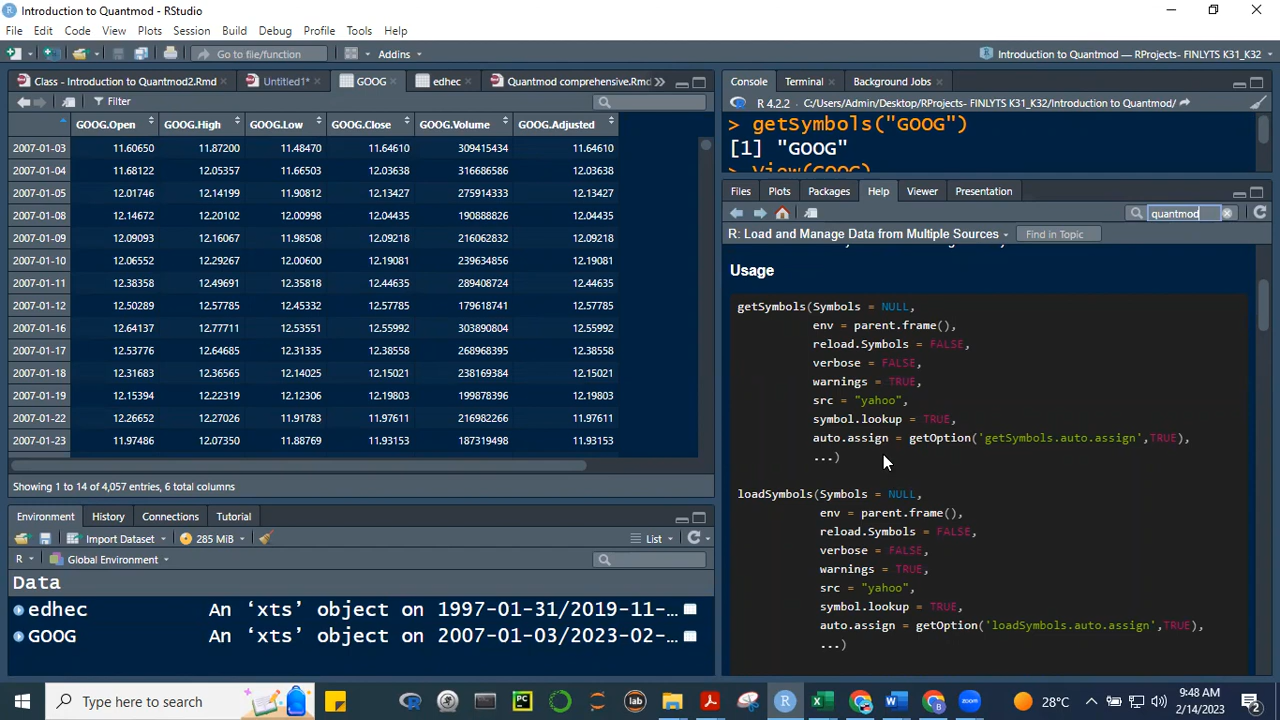 Introduction to Quantmod - RStudio
File Edit Code View Plots Session Build Debug Profile Tools Help
Go to file/function Addins Introduction to Quantmod — RProjects- FINLYTS K31_K32
Class - Introduction to Quantmod2.Rmd Untitled1* GOOG edhec Quantmod comprehensive.Rmd
Filter
GOOG.Open GOOG.High GOOG.Low GOOG.Close GOOG.Volume GOOG.Adjusted
2007-01-03 11.60650 11.87200 11.48470 11.64610 309415434 11.64610
2007-01-04 11.68122 12.05357 11.66503 12.03638 316686586 12.03638
2007-01-05 12.01746 12.14199 11.90812 12.13427 275914333 12.13427
2007-01-08 12.14672 12.20102 12.00998 12.04435 190888826 12.04435
2007-01-09 12.09093 12.16067 11.98508 12.09218 216062832 12.09218
2007-01-10 12.06552 12.29267 12.00600 12.19081 239634856 12.19081
2007-01-11 12.38358 12.49691 12.35818 12.44635 289408724 12.44635
2007-01-12 12.50289 12.57785 12.45332 12.57785 179618741 12.57785
2007-01-16 12.64137 12.77711 12.53551 12.55992 303890804 12.55992
2007-01-17 12.53776 12.64685 12.31335 12.38558 268968395 12.38558
2007-01-18 12.31683 12.36565 12.14025 12.15021 238169384 12.15021
2007-01-19 12.15394 12.22319 12.12306 12.19803 199878396 12.19803
2007-01-22 12.26652 12.27026 11.91783 11.97611 216982266 11.97611
2007-01-23 11.97486 12.07350 11.88769 11.93153 187319498 11.93153
Showing 1 to 14 of 4,057 entries, 6 total columns
Environment History Connections Tutorial
Import Dataset 285 MiB List
R Global Environment
Data
edhec An ‘xts’ object on 1997-01-31/2019-11-…
GOOG An ‘xts’ object on 2007-01-03/2023-02-…
Console Terminal Background Jobs
R 4.2.2 · C:/Users/Admin/Desktop/RProjects- FINLYTS K31_K32/Introduction to Quantmod/
> getSymbols("GOOG")
[1] "GOOG"
> View(GOOG)
Files Plots Packages Help Viewer Presentation
quantmod
R: Load and Manage Data from Multiple Sources Find in Topic
Usage
getSymbols(Symbols = NULL,
env = parent.frame(),
reload.Symbols = FALSE,
verbose = FALSE,
warnings = TRUE,
src = "yahoo",
symbol.lookup = TRUE,
auto.assign = getOption('getSymbols.auto.assign',TRUE),
...)
loadSymbols(Symbols = NULL,
env = parent.frame(),
reload.Symbols = FALSE,
verbose = FALSE,
warnings = TRUE,
src = "yahoo",
symbol.lookup = TRUE,
auto.assign = getOption('loadSymbols.auto.assign',TRUE),
...)
Type here to search
PC
lab
zoom
28°C
9:48 AM
2/14/2023
2